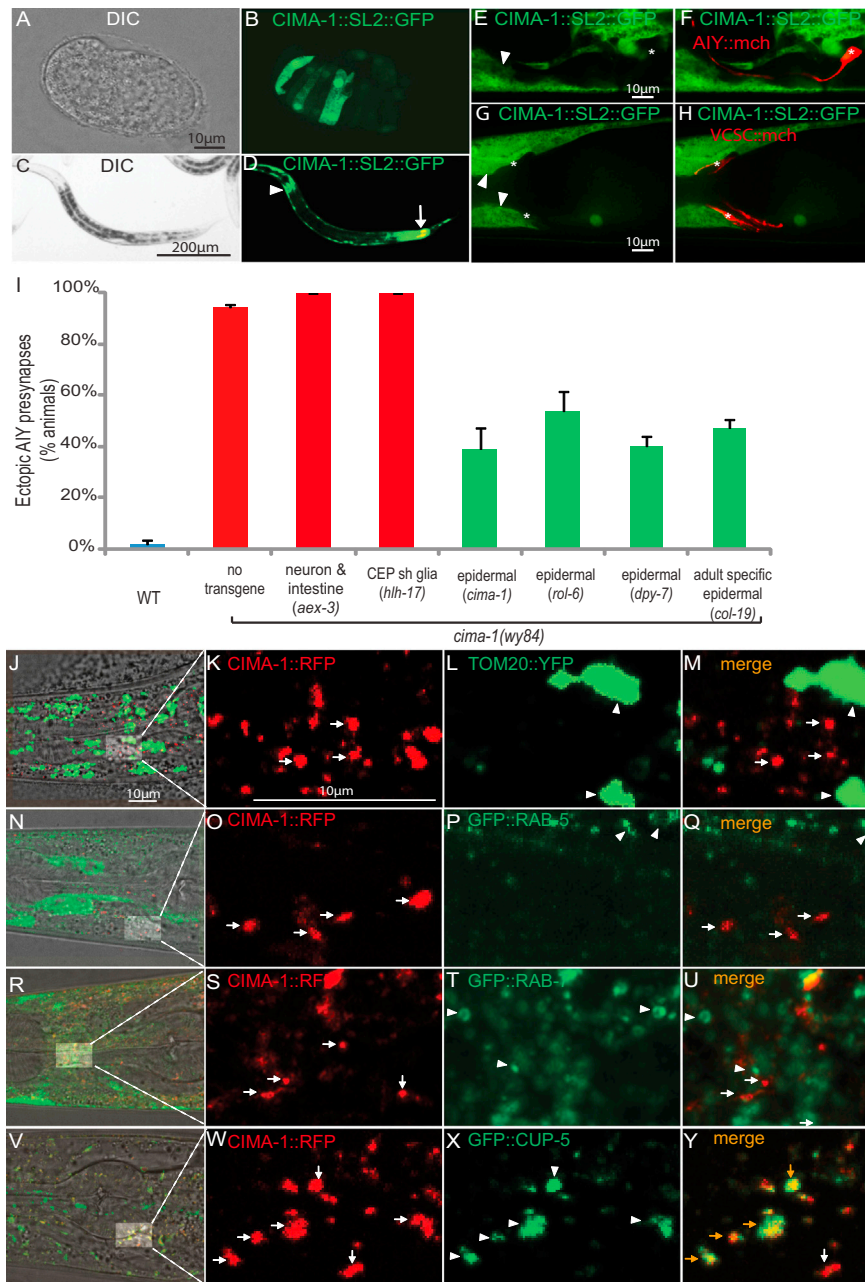 A DIC
10μm
B CIMA-1::SL2::GFP
C DIC
200μm
D CIMA-1::SL2::GFP
E CIMA-1::SL2::GFP
*
10μm
F CIMA-1::SL2::GFP
AIY::mch
*
G CIMA-1::SL2::GFP
*
*
10μm
H CIMA-1::SL2::GFP
VCSC::mch
*
*
I
Ectopic AIY presynapses
(% animals)
100%
80%
60%
40%
20%
0%
WT
no
transgene
neuron &
intestine
(aex-3)
CEP sh glia
(hlh-17)
epidermal
(cima-1)
epidermal
(rol-6)
epidermal
(dpy-7)
adult specific
epidermal
(col-19)
cima-1(wy84)
J
10μm
K CIMA-1::RFP
10μm
L TOM20::YFP
M merge
N
O CIMA-1::RFP
P GFP::RAB-5
Q merge
R
S CIMA-1::RF
T GFP::RAB-
U merge
V
W CIMA-1::RFP
X GFP::CUP-5
Y merge